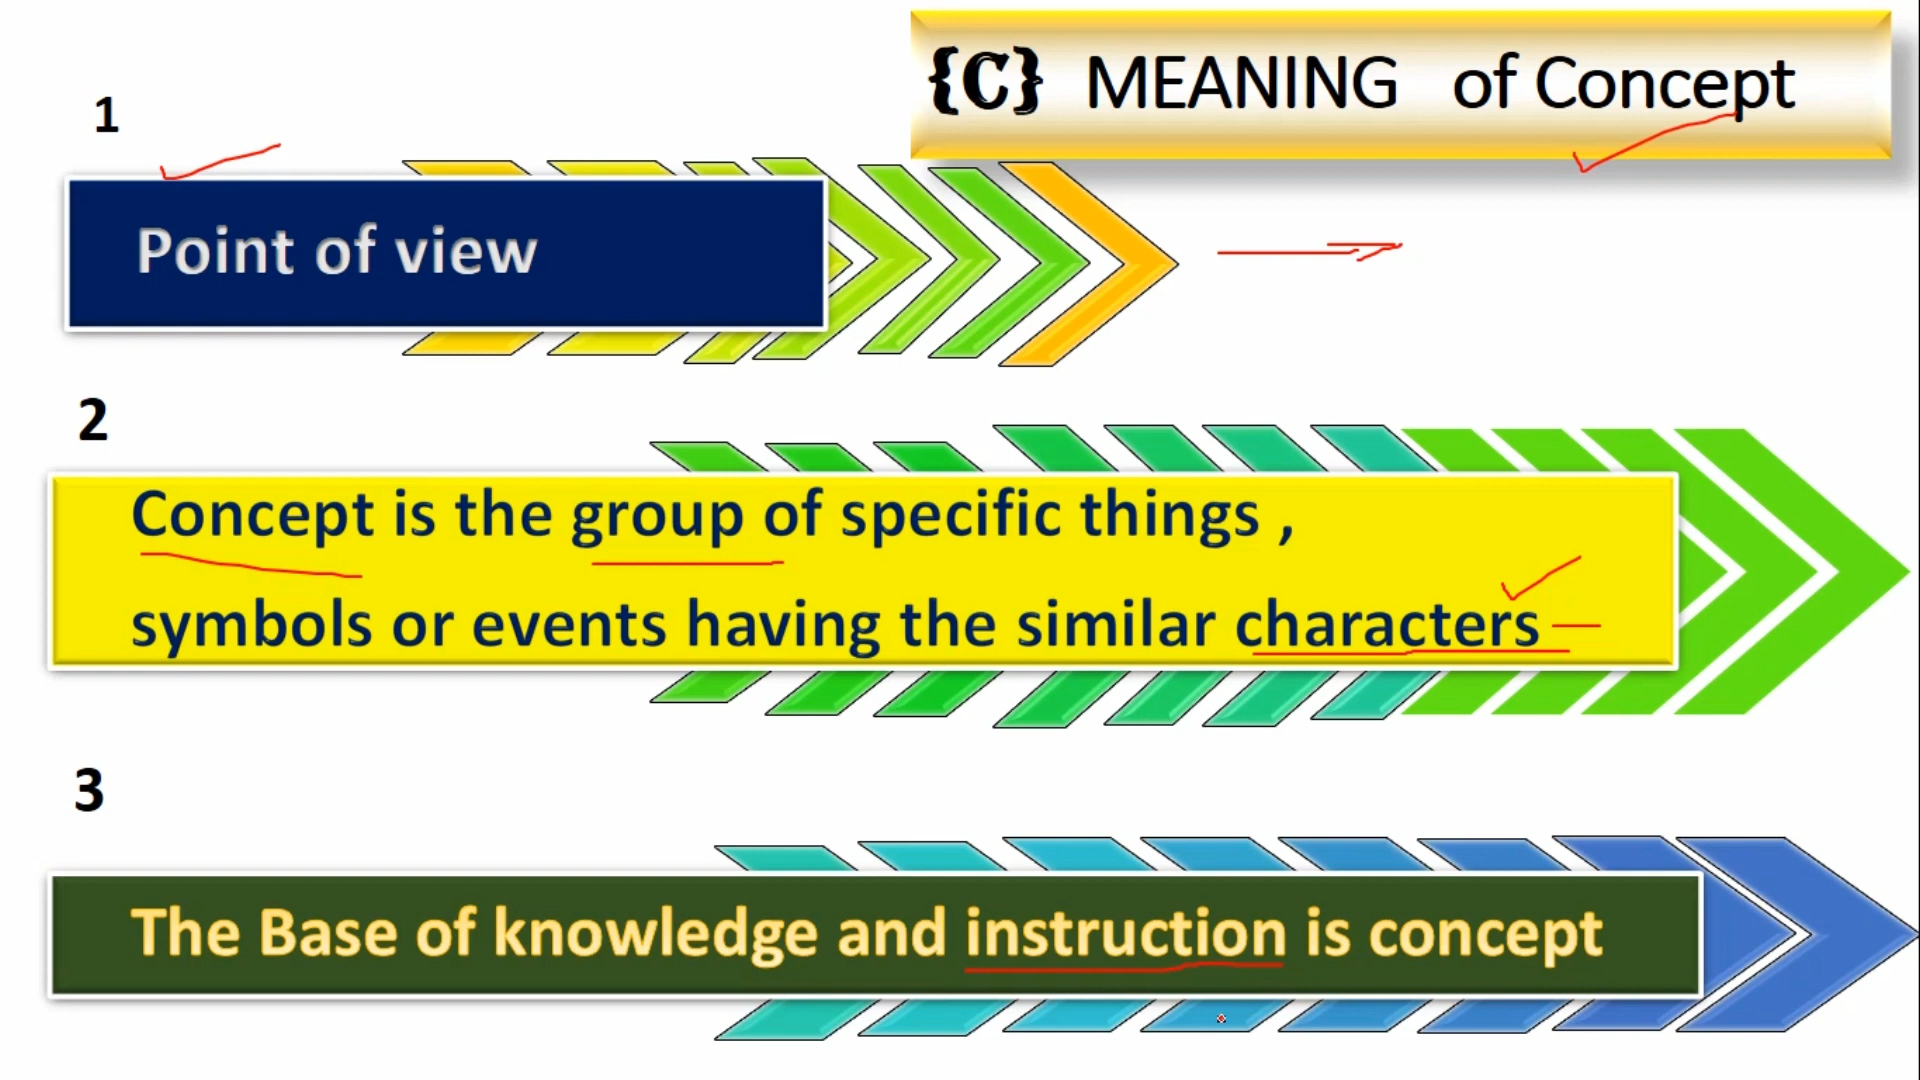 {C} MEANING of Concept
1
Point of view
2
Concept is the group of specific things ,
symbols or events having the similar characters
3
The Base of knowledge and instruction is concept